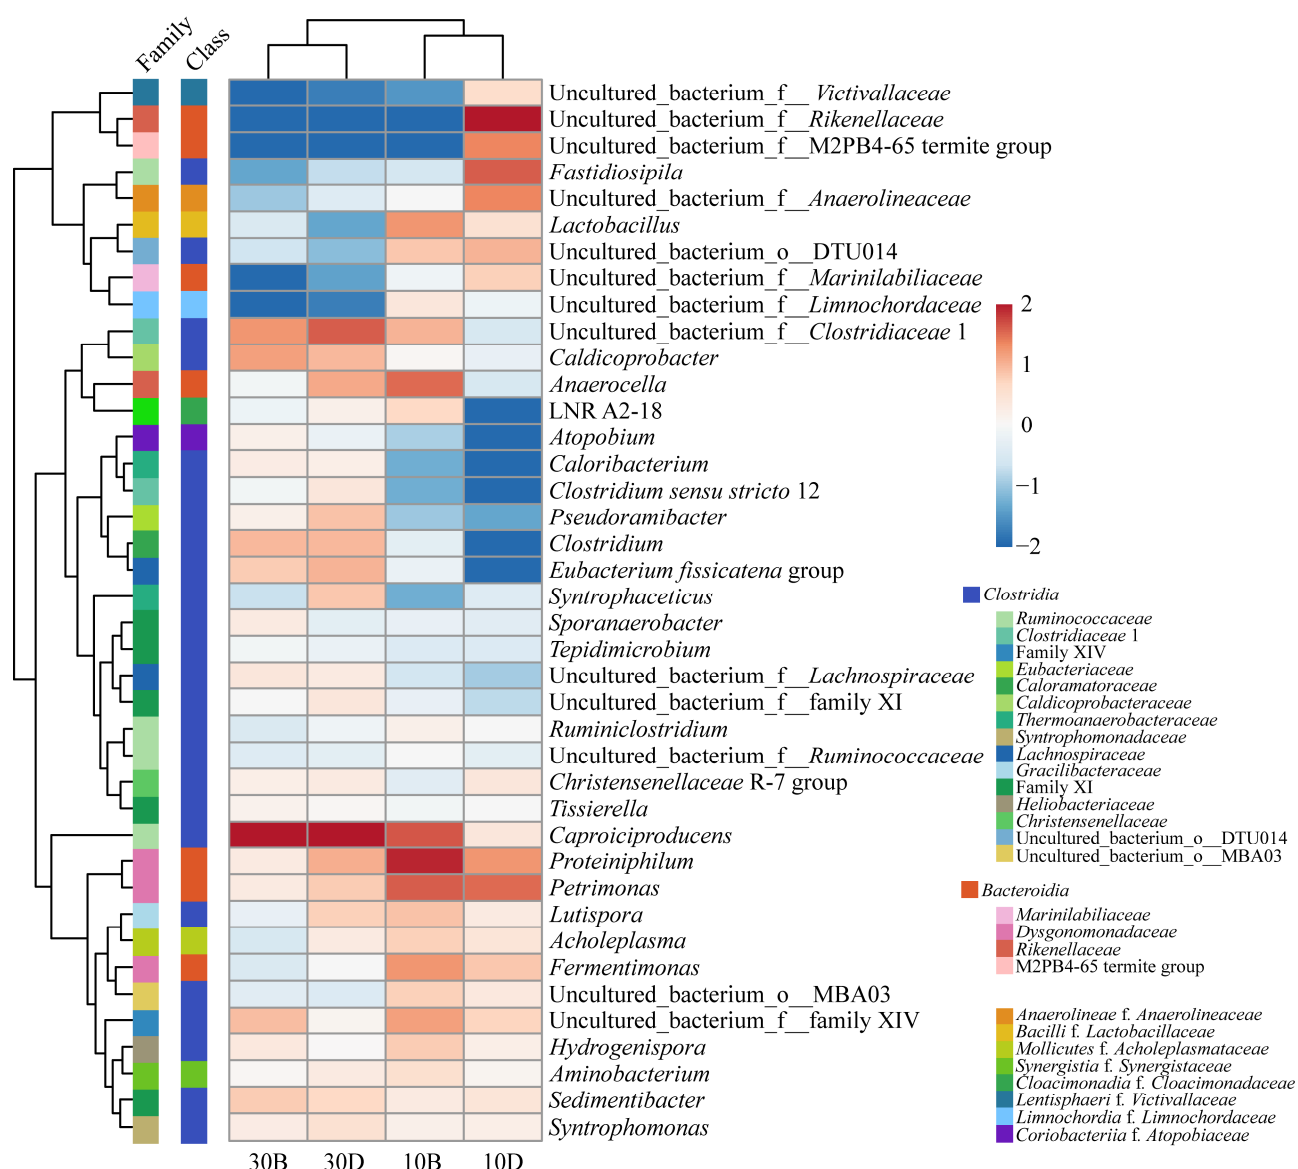 Family
Class
Uncultured_bacterium_f__ Victivallaceae
Uncultured_bacterium_f__Rikenellaceae
Uncultured_bacterium_f__M2PB4-65 termite group
Fastidiosipila
Uncultured_bacterium_f__Anaerolineaceae
Lactobacillus
Uncultured_bacterium_o__DTU014
Uncultured_bacterium_f__Marinilabiliaceae
Uncultured_bacterium_f__Limnochordaceae
Uncultured_bacterium_f__Clostridiaceae 1
Caldicoprobacter
Anaerocella
LNR A2-18
Atopobium
Caloribacterium
Clostridium sensu stricto 12
Pseudoramibacter
Clostridium
Eubacterium fissicatena group
Syntrophaceticus
Sporanaerobacter
Tepidimicrobium
Uncultured_bacterium_f__Lachnospiraceae
Uncultured_bacterium_f__family XI
Ruminiclostridium
Uncultured_bacterium_f__Ruminococcaceae
Christensenellaceae R-7 group
Tissierella
Caproiciproducens
Proteiniphilum
Petrimonas
Lutispora
Acholeplasma
Fermentimonas
Uncultured_bacterium_o__MBA03
Uncultured_bacterium_f__family XIV
Hydrogenispora
Aminobacterium
Sedimentibacter
Syntrophomonas
30B 30D 10B 10D
2
1
0
−1
−2
Clostridia
Ruminococcaceae
Clostridiaceae 1
Family XIV
Eubacteriaceae
Caloramatoraceae
Caldicoprobacteraceae
Thermoanaerobacteraceae
Syntrophomonadaceae
Lachnospiraceae
Gracilibacteraceae
Family XI
Heliobacteriaceae
Christensenellaceae
Uncultured_bacterium_o__DTU014
Uncultured_bacterium_o__MBA03
Bacteroidia
Marinilabiliaceae
Dysgonomonadaceae
Rikenellaceae
M2PB4-65 termite group
Anaerolineae f. Anaerolineaceae
Bacilli f. Lactobacillaceae
Mollicutes f. Acholeplasmataceae
Synergistia f. Synergistaceae
Cloacimonadia f. Cloacimonadaceae
Lentisphaeri f. Victivallaceae
Limnochordia f. Limnochordaceae
Coriobacteriia f. Atopobiaceae